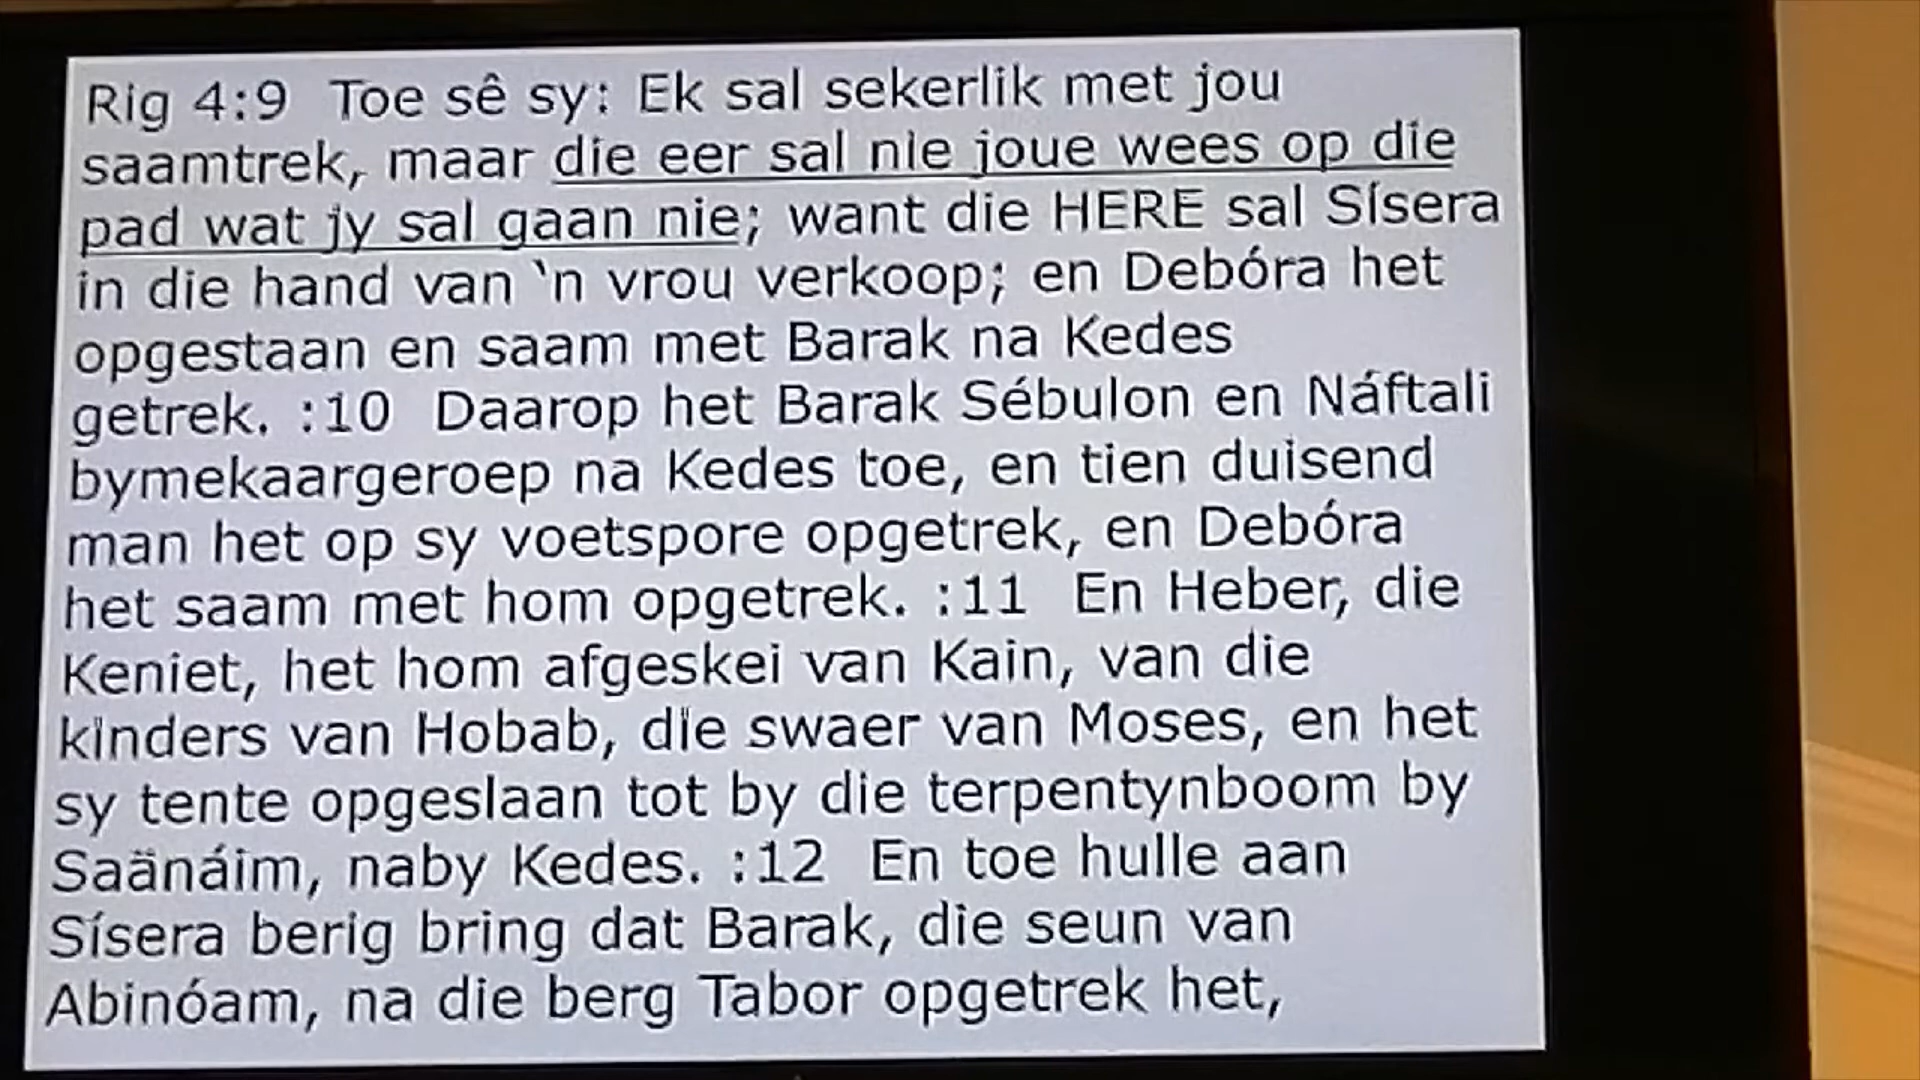 Rig 4:9  Toe sê sy: Ek sal sekerlik met jou
saamtrek, maar die eer sal nie joue wees op die
pad wat jy sal gaan nie; want die HERE sal Sísera
in die hand van ‛n vrou verkoop; en Debóra het
opgestaan en saam met Barak na Kedes
getrek. :10  Daarop het Barak Sébulon en Náftali
bymekaargeroep na Kedes toe, en tien duisend
man het op sy voetspore opgetrek, en Debóra
het saam met hom opgetrek. :11  En Heber, die
Keniet, het hom afgeskei van Kain, van die
kinders van Hobab, die swaer van Moses, en het
sy tente opgeslaan tot by die terpentynboom by
Saänáim, naby Kedes. :12  En toe hulle aan
Sísera berig bring dat Barak, die seun van
Abinóam, na die berg Tabor opgetrek het,